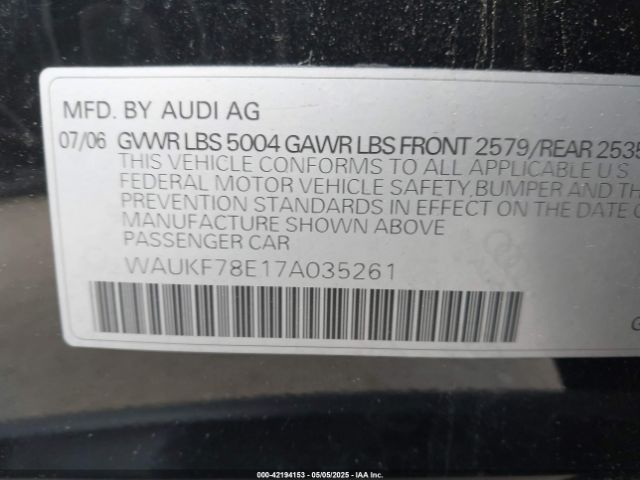 MFD. BY AUDI AG
07/06 GVWR LBS 5004 GAWR LBS FRONT 2579/REAR 2535
THIS VEHICLE CONFORMS TO ALL APPLICABLE U.S
FEDERAL MOTOR VEHICLE SAFETY, BUMPER AND TH
PREVENTION STANDARDS IN EFFECT ON THE DATE O
MANUFACTURE SHOWN ABOVE
PASSENGER CAR
WAUKF78E17A035261
G
000-42194153 - 05/05/2025 - IAA Inc.